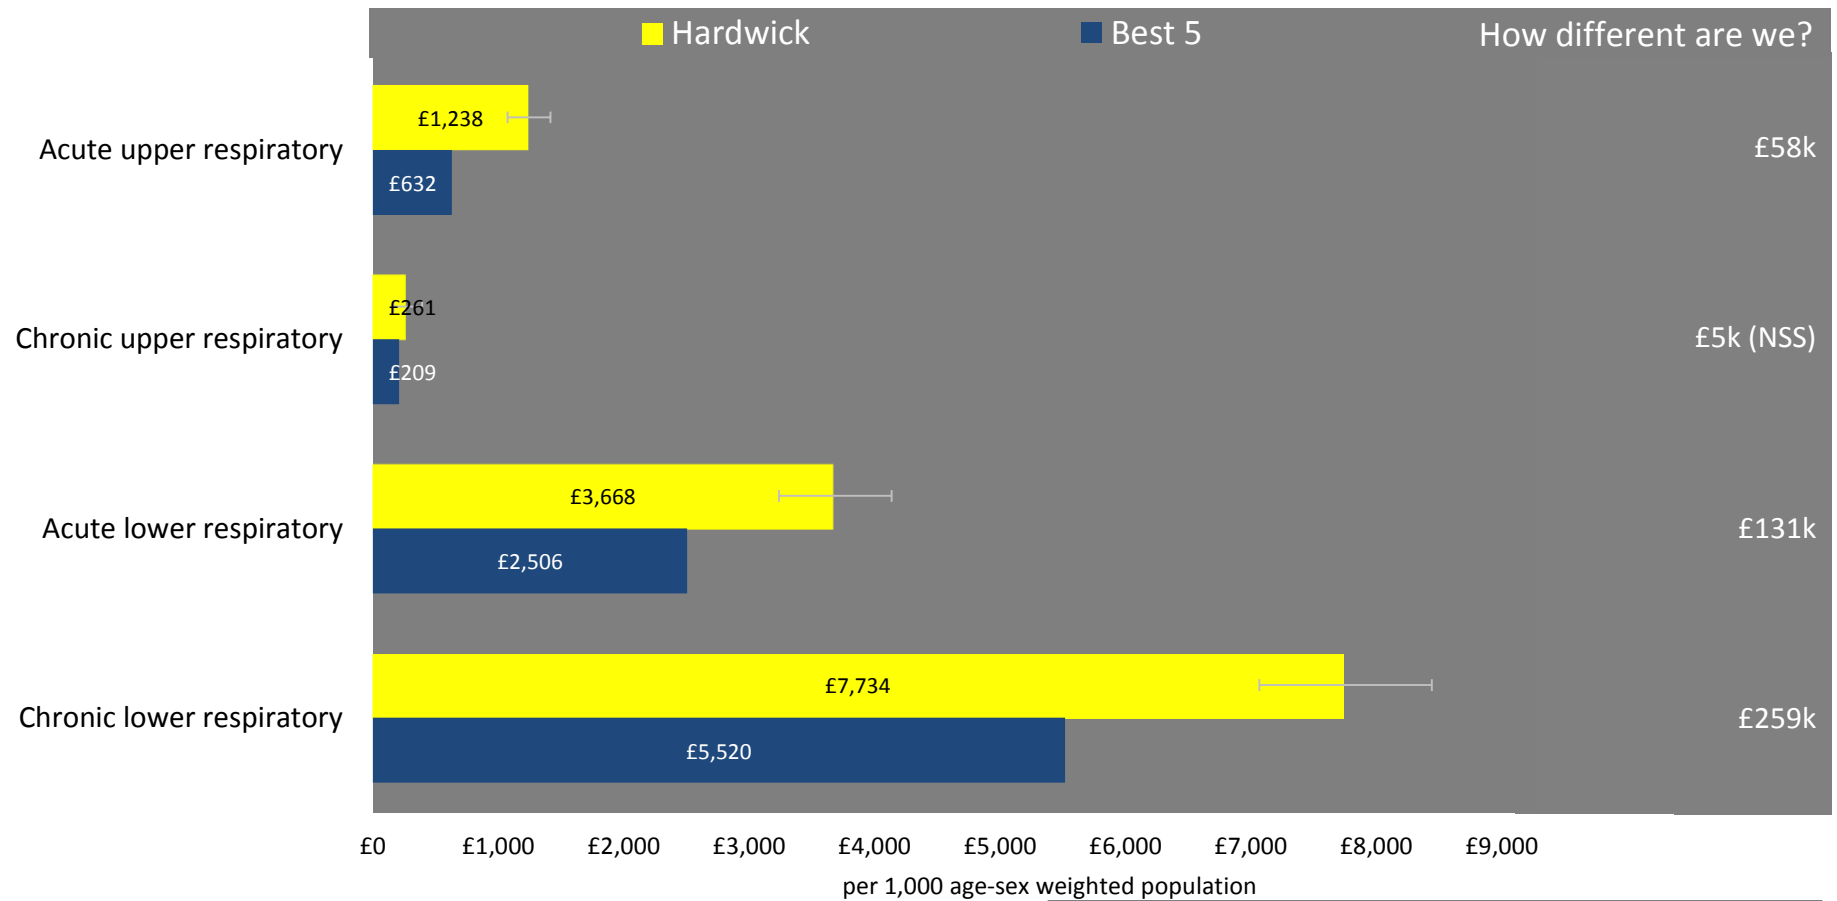 Hardwick Best 5 How different are we?
Acute upper respiratory £1,238 £632 £58k
Chronic upper respiratory £261 £209 £5k (NSS)
Acute lower respiratory £3,668 £2,506 £131k
Chronic lower respiratory £7,734 £5,520 £259k
£0 £1,000 £2,000 £3,000 £4,000 £5,000 £6,000 £7,000 £8,000 £9,000
per 1,000 age-sex weighted population